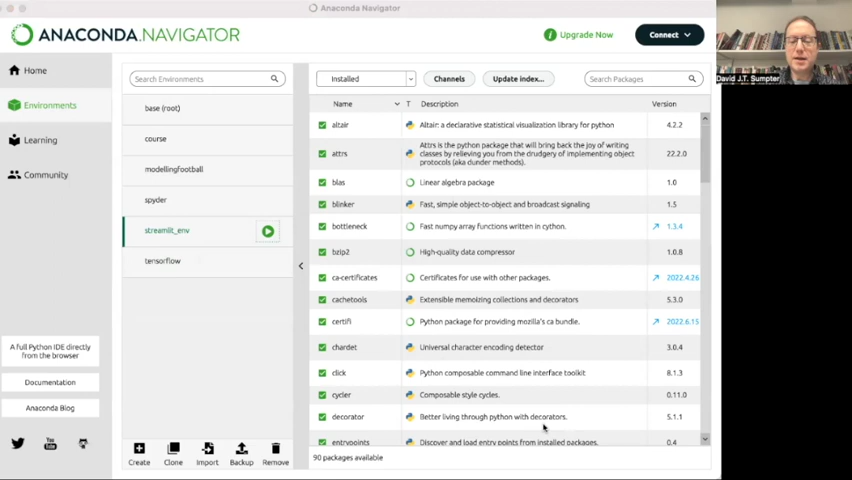 Anaconda Navigator
ANACONDA.NAVIGATOR
i Upgrade Now
Connect
David J.T. Sumpter
Home
Environments
Learning
Community
A full Python IDE directly
from the browser
Documentation
Anaconda Blog
You
Tube
Search Environments
base (root)
course
modellingfootball
spyder
streamlit_env
tensorflow
Create
Clone
Import
Backup
Remove
Installed
Channels
Update index...
Search Packages
Name T Description Version
altair Altair: a declarative statistical visualization library for python 4.2.2
attrs Attrs is the python package that will bring back the joy of writing
classes by relieving you from the drudgery of implementing object
protocols (aka dunder methods). 22.2.0
blas Linear algebra package 1.0
blinker Fast, simple object-to-object and broadcast signaling 1.5
bottleneck Fast numpy array functions written in cython. 1.3.4
bzip2 High-quality data compressor 1.0.8
ca-certificates Certificates for use with other packages. 2022.4.26
cachetools Extensible memoizing collections and decorators 5.3.0
certifi Python package for providing mozilla's ca bundle. 2022.6.15
chardet Universal character encoding detector 3.0.4
click Python composable command line interface toolkit 8.1.3
cycler Composable style cycles. 0.11.0
decorator Better living through python with decorators. 5.1.1
entrypoints Discover and load entry points from installed packages. 0.4
90 packages available